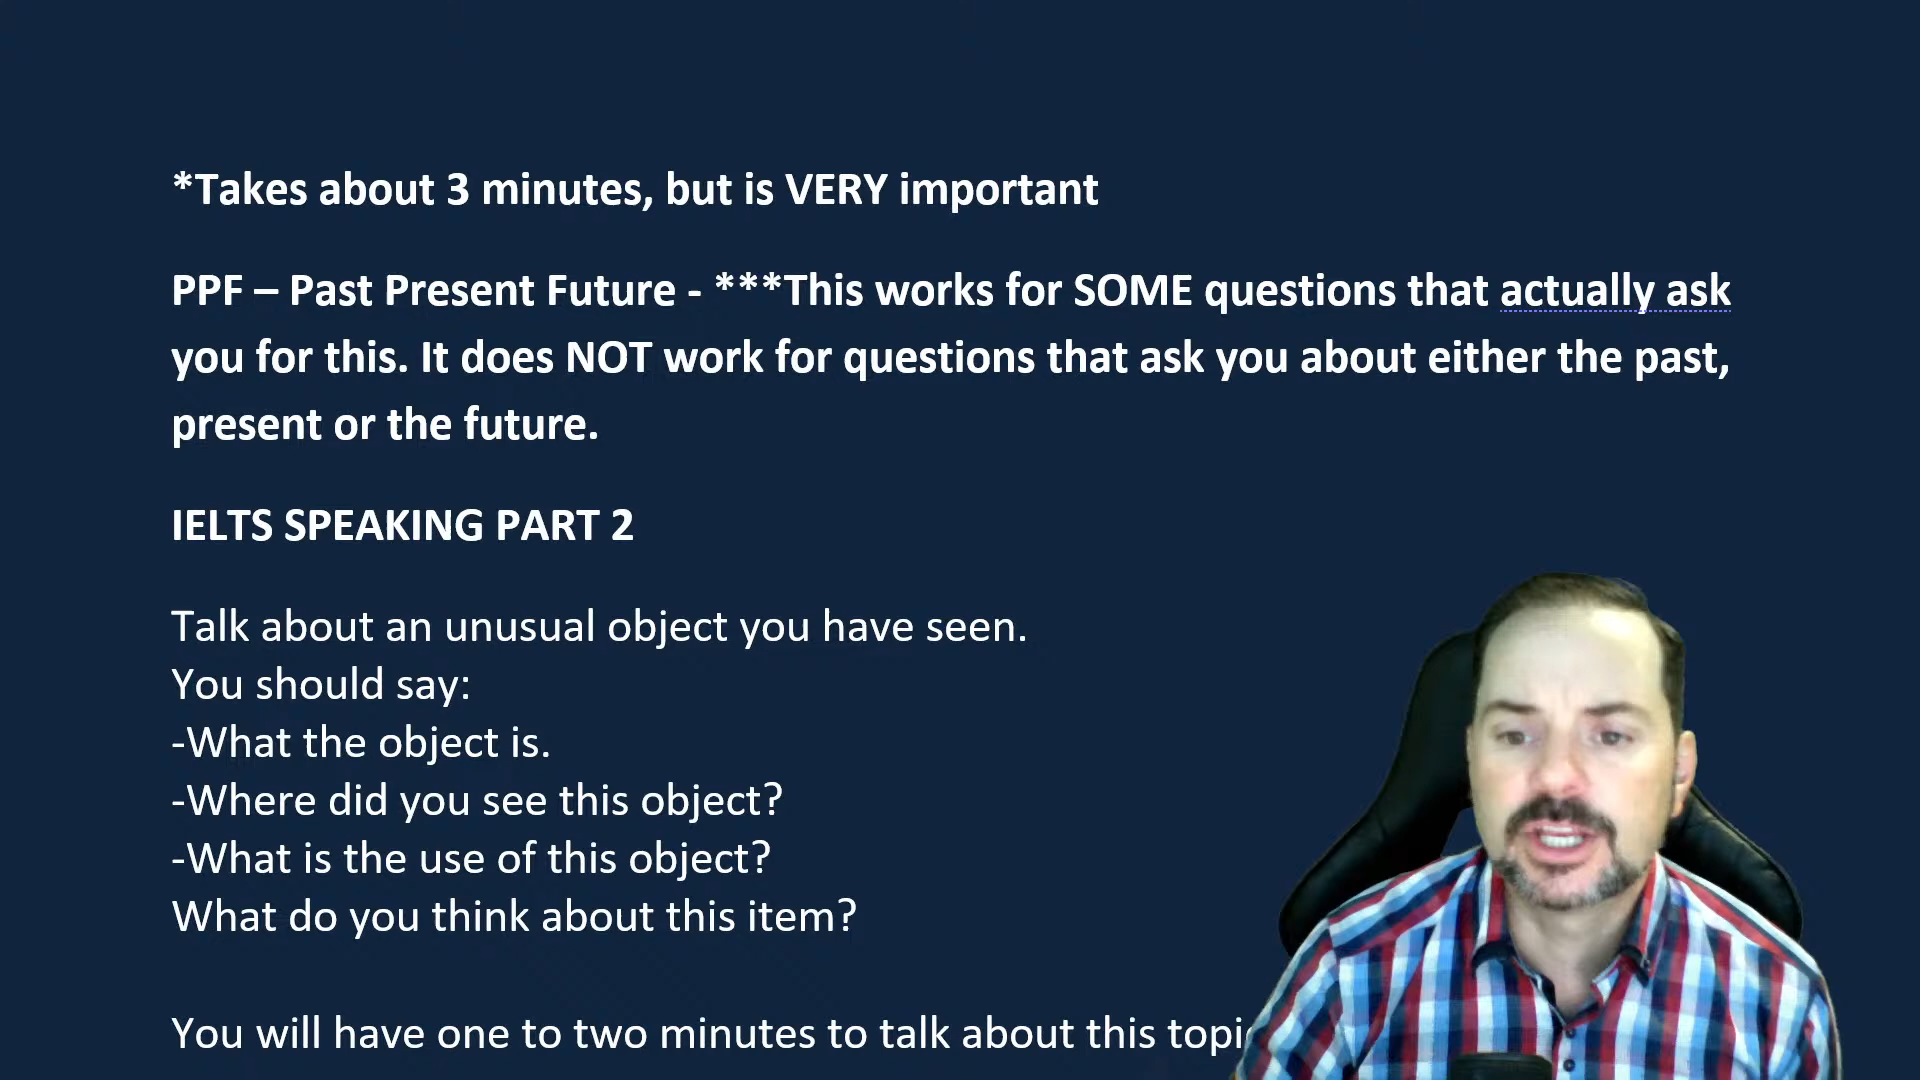 *Takes about 3 minutes, but is VERY important
PPF – Past Present Future - ***This works for SOME questions that actually ask
you for this. It does NOT work for questions that ask you about either the past,
present or the future.
IELTS SPEAKING PART 2
Talk about an unusual object you have seen.
You should say:
-What the object is.
-Where did you see this object?
-What is the use of this object?
What do you think about this item?
You will have one to two minutes to talk about this topic